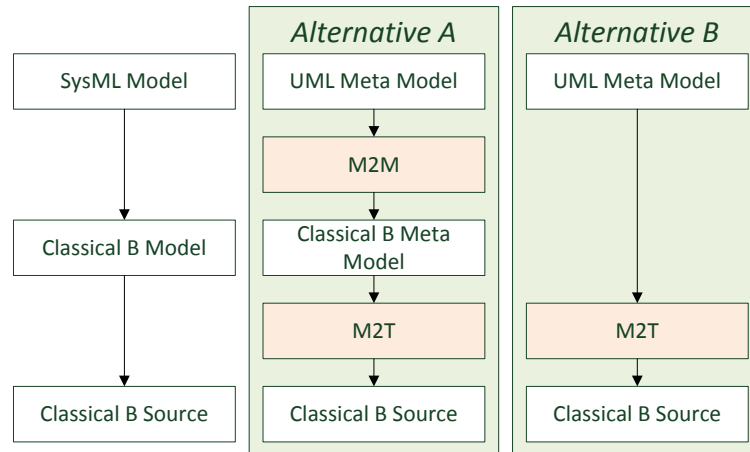 Alternative A
Alternative B
SysML Model
UML Meta Model
UML Meta Model
M2M
Classical B Model
Classical B Meta
Model
M2T
M2T
Classical B Source
Classical B Source
Classical B Source